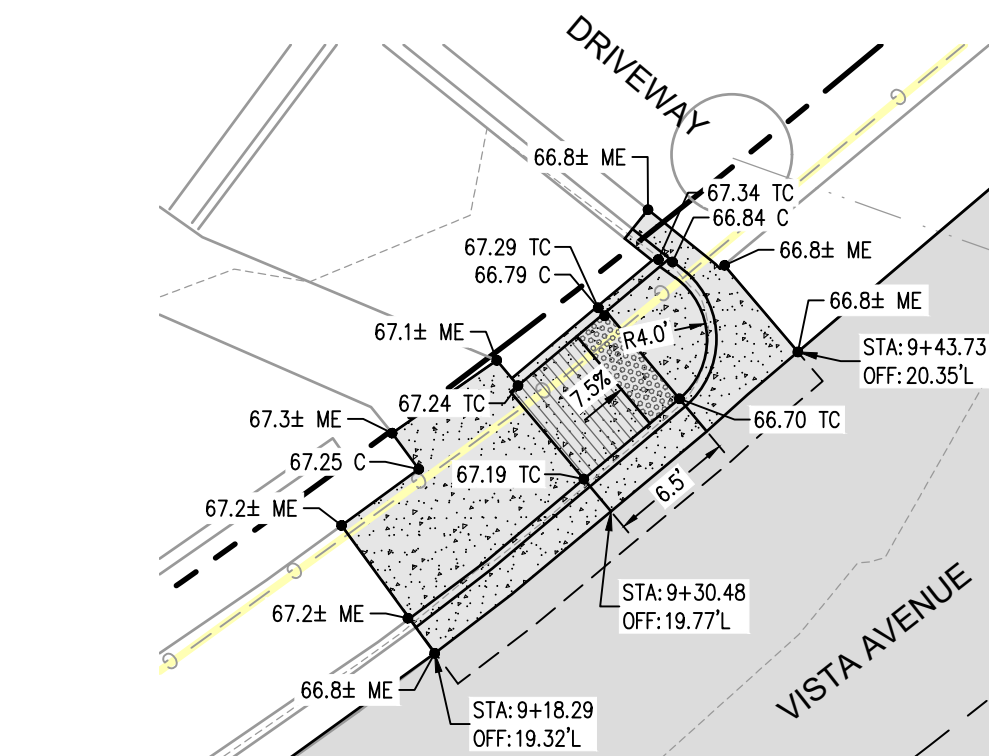 DRIVEWAY
66.8± ME
67.34 TC
66.84 C
67.29 TC
66.79 C
66.8± ME
66.8± ME
67.1± ME
R4.0'
STA: 9+43.73
OFF: 20.35'L
7.5%
67.24 TC
67.3± ME
66.70 TC
67.25 C
67.19 TC
6.5'
67.2± ME
STA: 9+30.48
OFF: 19.77'L
67.2± ME
VISTA AVENUE
66.8± ME
STA: 9+18.29
OFF: 19.32'L
G
G
G
G
G
G